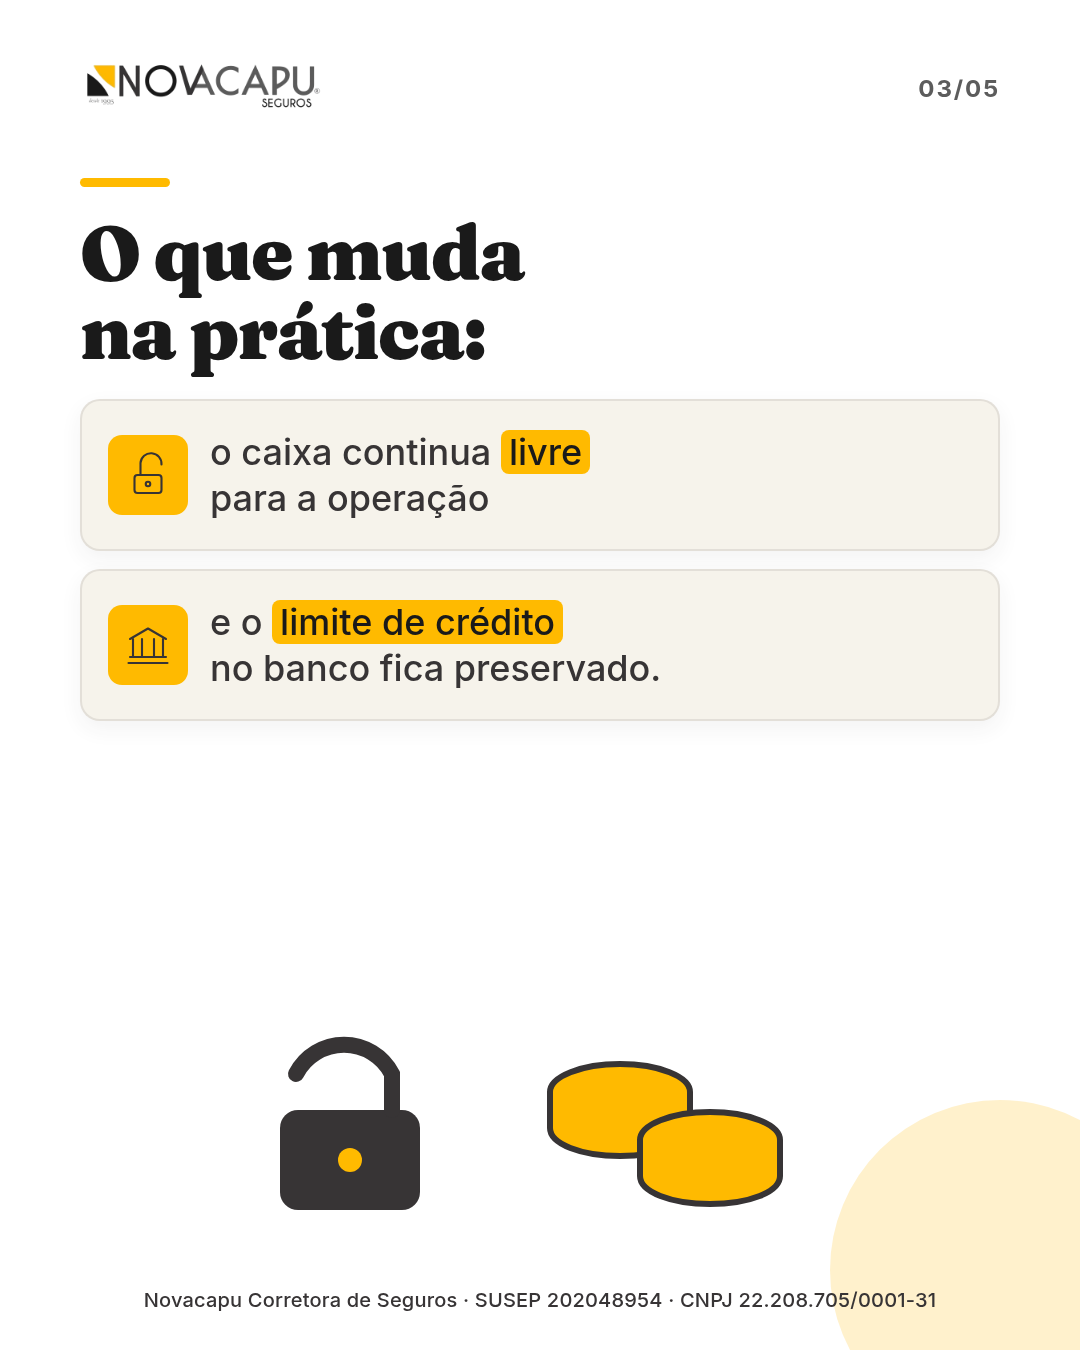 NOVACAPU®
SEGUROS
03/05
O que muda
na prática:
o caixa continua livre
para a operação
e o limite de crédito
no banco fica preservado.
Novacapu Corretora de Seguros · SUSEP 202048954 · CNPJ 22.208.705/0001-31